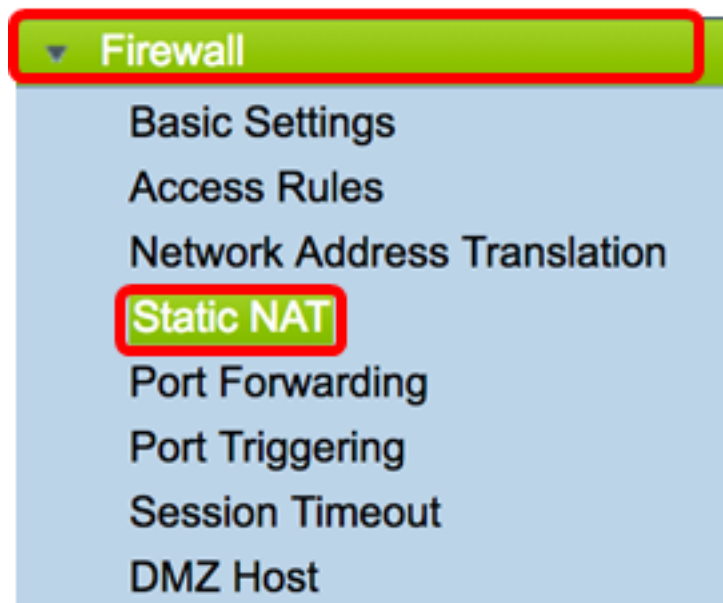 Firewall
Basic Settings
Access Rules
Network Address Translation
Static NAT
Port Forwarding
Port Triggering
Session Timeout
DMZ Host